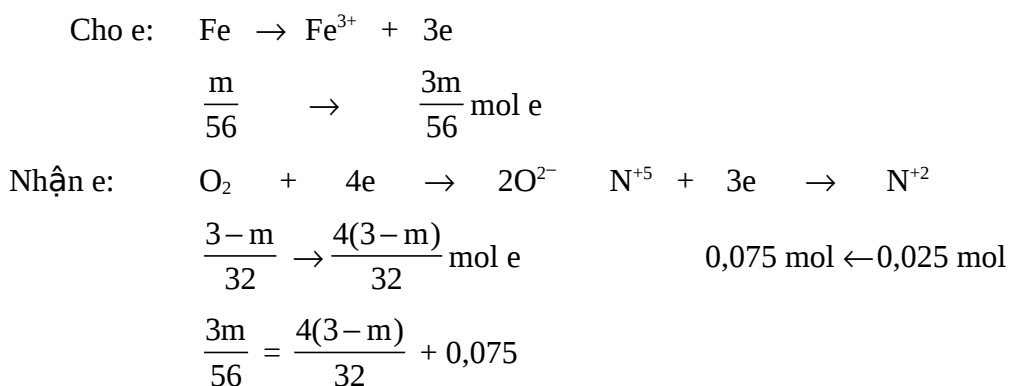 Cho e: Fe → Fe³⁺ + 3e
m/56 → 3m/56 mol e
Nhận e: O₂ + 4e → 2O²⁻ N⁺⁵ + 3e → N⁺²
3 – m/32 → 4(3 – m)/32 mol e 0,075 mol ← 0,025 mol
3m/56 = 4(3 – m)/32 + 0,075